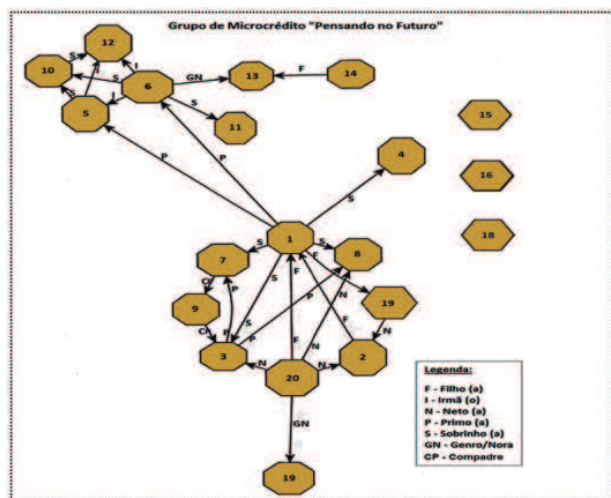 Grupo de Microcrédito "Pensando no Futuro"
12
10
S
I
I
S
6
GN
13
F
14
S
I
5
S
11
P
P
4
15
16
18
S
1
S
S
7
8
F
CP
P
S
F
P
N
19
9
F
N
CP
P
S
P
F
N
3
N
20
N
2
GN
19
Legenda:
F - Filho (a)
I - Irmã (o)
N - Neto (a)
P - Primo (a)
S - Sobrinho (a)
GN - Genro/Nora
CP - Compadre